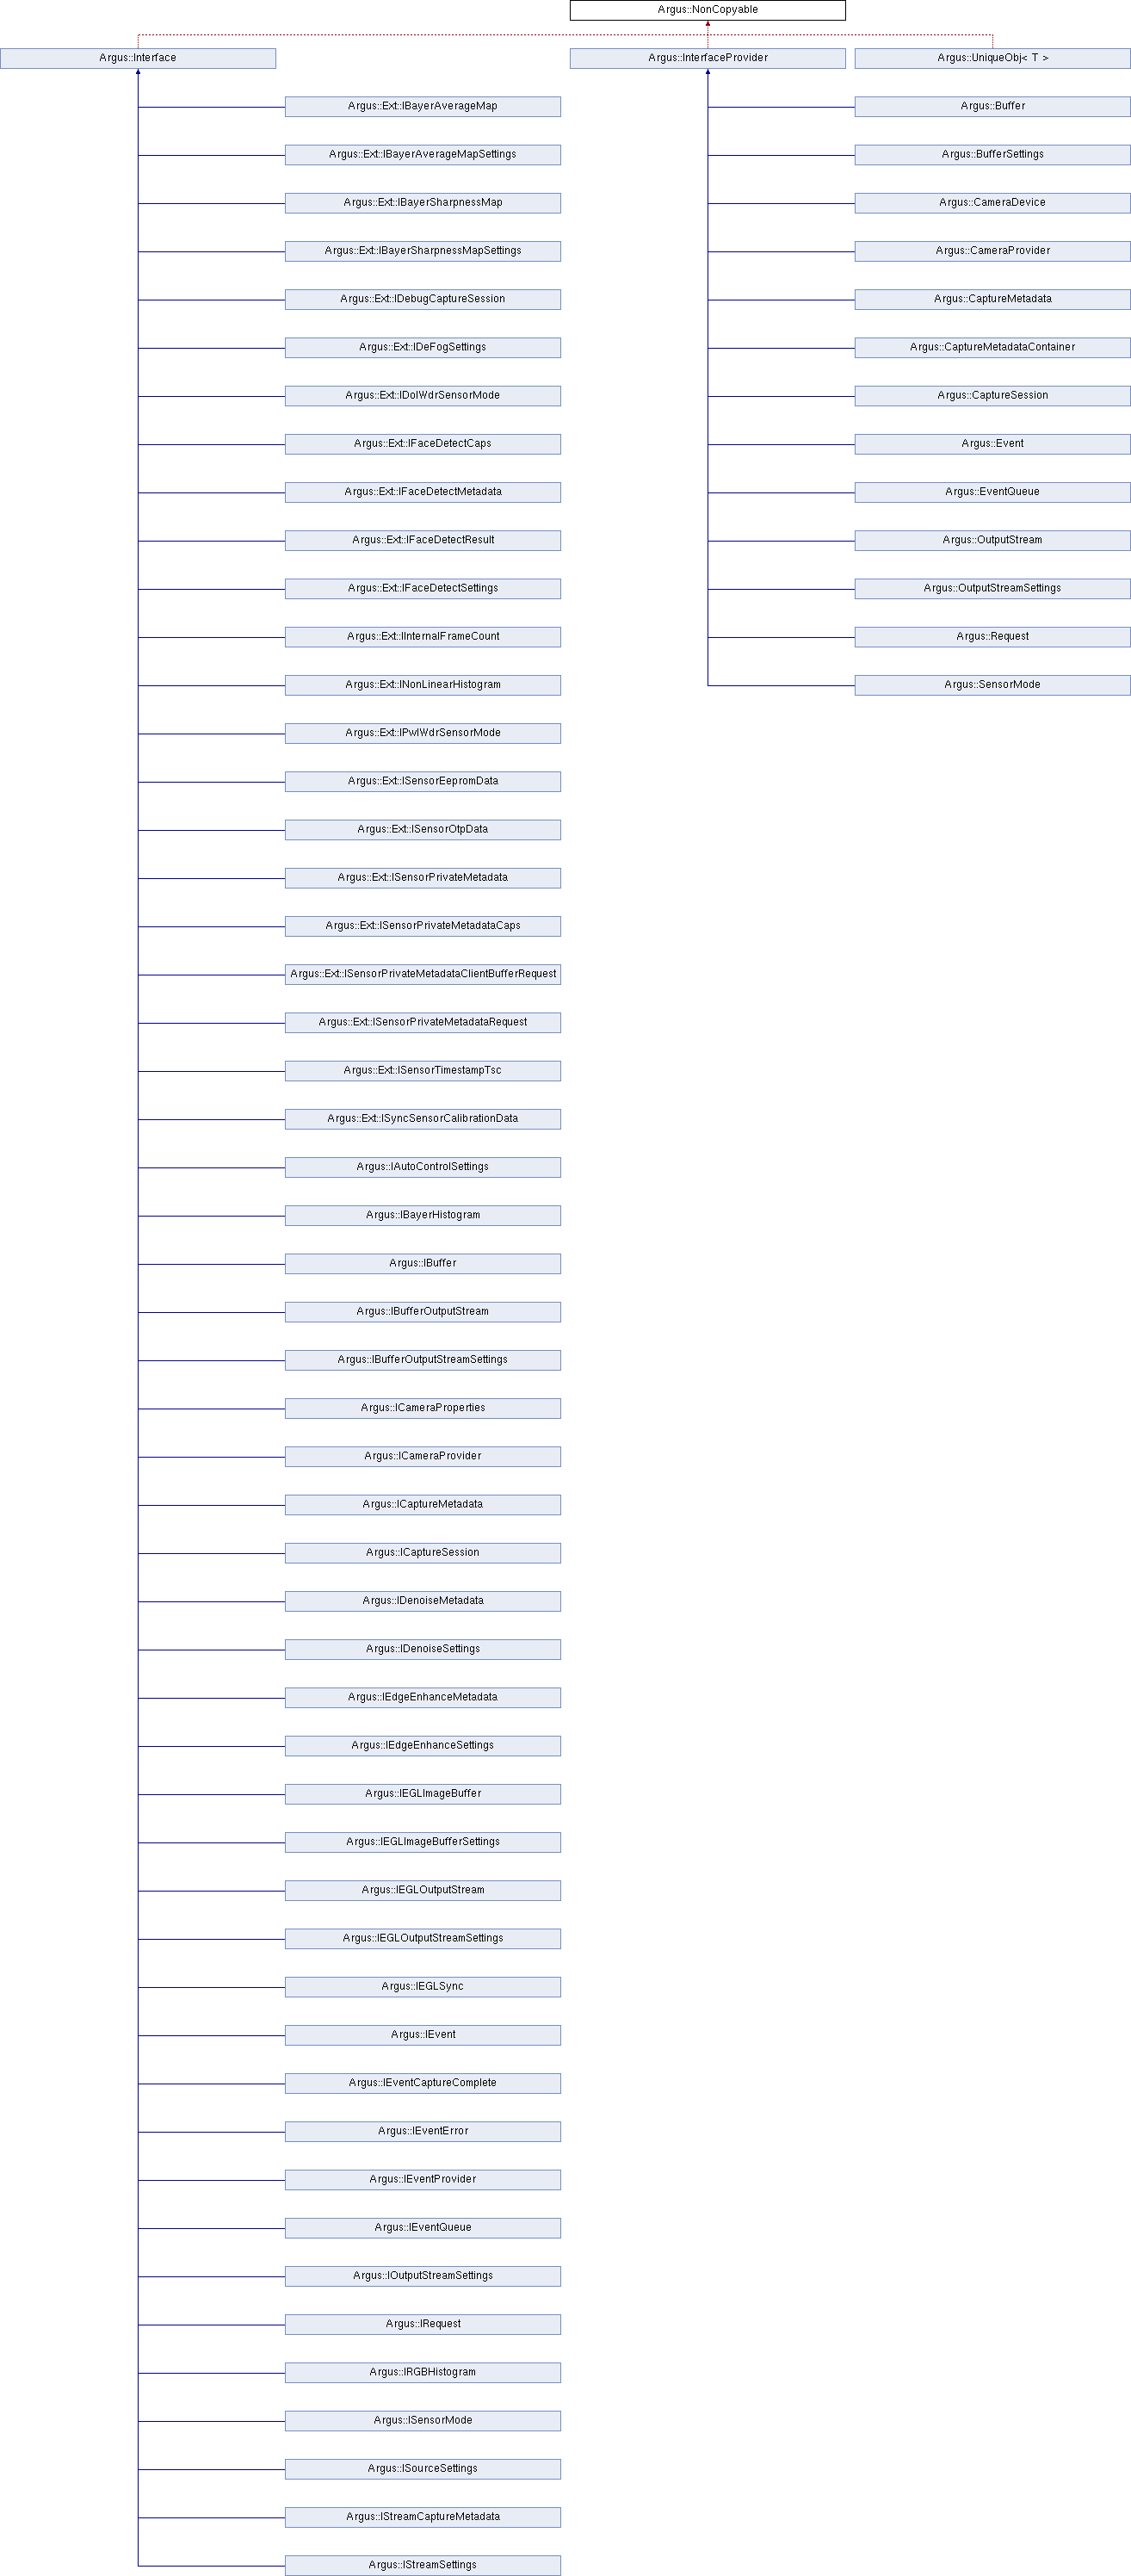 Argus::NonCopyable
Argus::Interface
Argus::InterfaceProvider
Argus::UniqueObj< T >
Argus::Ext::IBayerAverageMap
Argus::Buffer
Argus::Ext::IBayerAverageMapSettings
Argus::BufferSettings
Argus::Ext::IBayerSharpnessMap
Argus::CameraDevice
Argus::Ext::IBayerSharpnessMapSettings
Argus::CameraProvider
Argus::Ext::IDebugCaptureSession
Argus::CaptureMetadata
Argus::Ext::IDeFogSettings
Argus::CaptureMetadataContainer
Argus::Ext::IDolWdrSensorMode
Argus::CaptureSession
Argus::Ext::IFaceDetectCaps
Argus::Event
Argus::Ext::IFaceDetectMetadata
Argus::EventQueue
Argus::Ext::IFaceDetectResult
Argus::OutputStream
Argus::Ext::IFaceDetectSettings
Argus::OutputStreamSettings
Argus::Ext::IInternalFrameCount
Argus::Request
Argus::Ext::INonLinearHistogram
Argus::SensorMode
Argus::Ext::IPwlWdrSensorMode
Argus::Ext::ISensorEepromData
Argus::Ext::ISensorOtpData
Argus::Ext::ISensorPrivateMetadata
Argus::Ext::ISensorPrivateMetadataCaps
Argus::Ext::ISensorPrivateMetadataClientBufferRequest
Argus::Ext::ISensorPrivateMetadataRequest
Argus::Ext::ISensorTimestampTsc
Argus::Ext::ISyncSensorCalibrationData
Argus::IAutoControlSettings
Argus::IBayerHistogram
Argus::IBuffer
Argus::IBufferOutputStream
Argus::IBufferOutputStreamSettings
Argus::ICameraProperties
Argus::ICameraProvider
Argus::ICaptureMetadata
Argus::ICaptureSession
Argus::IDenoiseMetadata
Argus::IDenoiseSettings
Argus::IEdgeEnhanceMetadata
Argus::IEdgeEnhanceSettings
Argus::IEGLImageBuffer
Argus::IEGLImageBufferSettings
Argus::IEGLOutputStream
Argus::IEGLOutputStreamSettings
Argus::IEGLSync
Argus::IEvent
Argus::IEventCaptureComplete
Argus::IEventError
Argus::IEventProvider
Argus::IEventQueue
Argus::IOutputStreamSettings
Argus::IRequest
Argus::IRGBHistogram
Argus::ISensorMode
Argus::ISourceSettings
Argus::IStreamCaptureMetadata
Argus::IStreamSettings